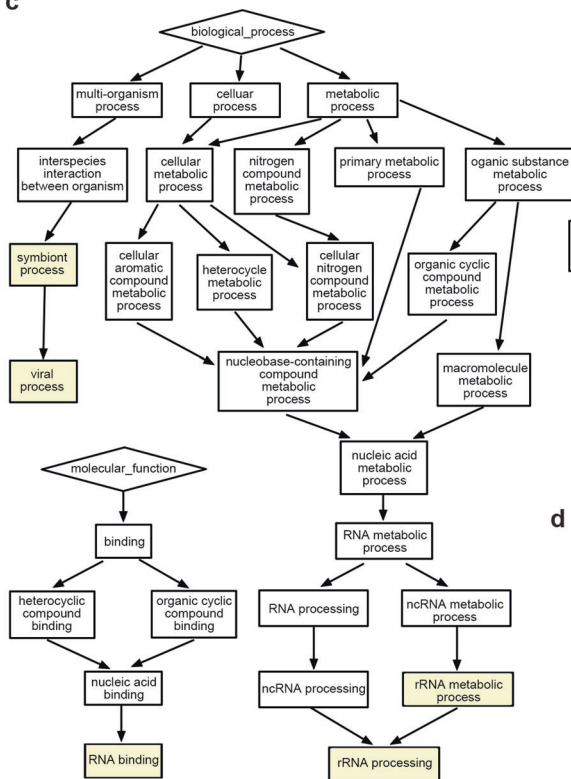 c
biological_process
multi-organism
process
celluar
process
metabolic
process
interspecies
interaction
between organism
cellular
metabolic
process
nitrogen
compound
metabolic
process
primary metabolic
process
oganic substance
metabolic
process
symbiont
process
cellular
aromatic
compound
metabolic
process
heterocycle
metabolic
process
cellular
nitrogen
compound
metabolic
process
organic cyclic
compound
metabolic
process
viral
process
nucleobase-containing
compound
metabolic
process
macromolecule
metabolic
process
nucleic acid
metabolic
process
molecular_function
binding
heterocyclic
compound
binding
organic cyclic
compound
binding
nucleic acid
binding
RNA binding
d
RNA metabolic
process
RNA processing
ncRNA metabolic
process
ncRNA processing
rRNA metabolic
process
rRNA processing